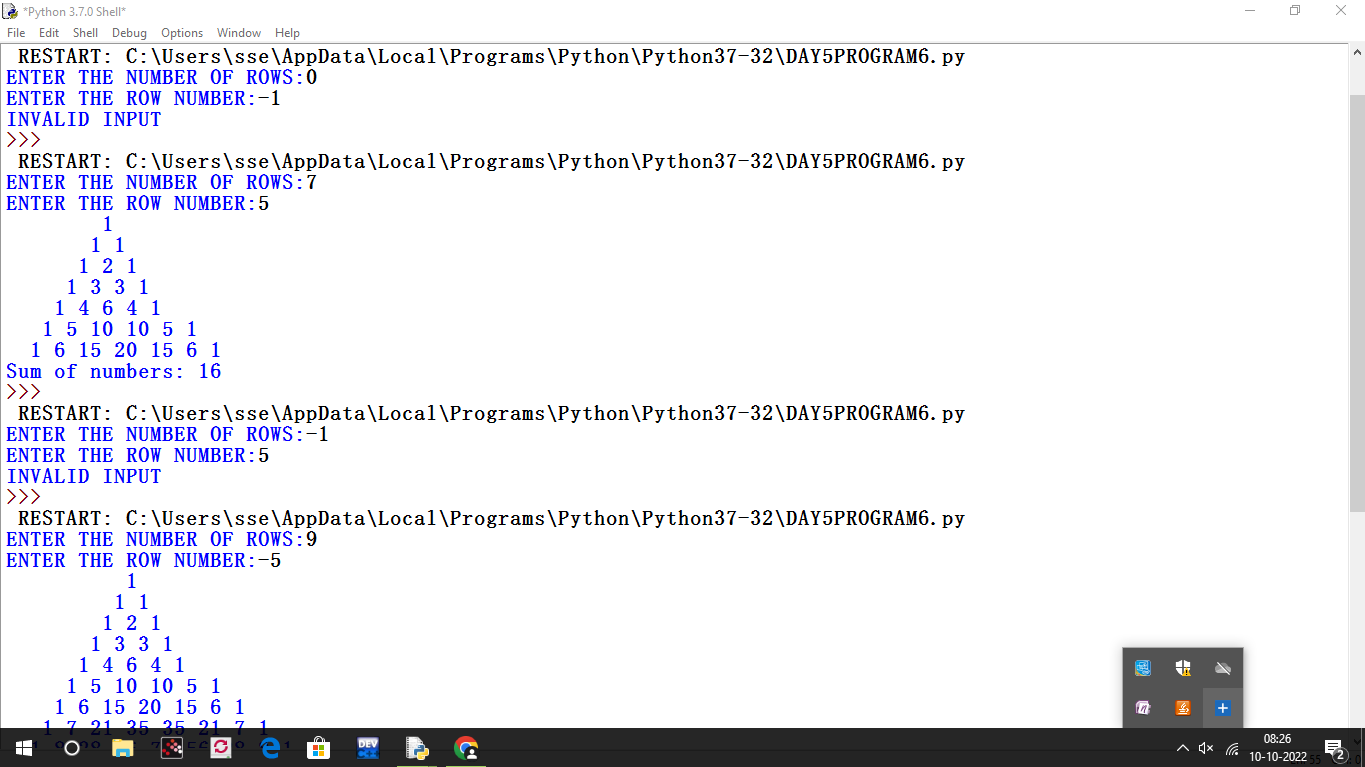 *Python 3.7.0 Shell*
File Edit Shell Debug Options Window Help
RESTART: C:\Users\sse\AppData\Local\Programs\Python\Python37-32\DAY5PROGRAM6.py
ENTER THE NUMBER OF ROWS:0
ENTER THE ROW NUMBER:-1
INVALID INPUT
>>>
RESTART: C:\Users\sse\AppData\Local\Programs\Python\Python37-32\DAY5PROGRAM6.py
ENTER THE NUMBER OF ROWS:7
ENTER THE ROW NUMBER:5
1
1 1
1 2 1
1 3 3 1
1 4 6 4 1
1 5 10 10 5 1
1 6 15 20 15 6 1
Sum of numbers: 16
>>>
RESTART: C:\Users\sse\AppData\Local\Programs\Python\Python37-32\DAY5PROGRAM6.py
ENTER THE NUMBER OF ROWS:-1
ENTER THE ROW NUMBER:5
INVALID INPUT
>>>
RESTART: C:\Users\sse\AppData\Local\Programs\Python\Python37-32\DAY5PROGRAM6.py
ENTER THE NUMBER OF ROWS:9
ENTER THE ROW NUMBER:-5
1
1 1
1 2 1
1 3 3 1
1 4 6 4 1
1 5 10 10 5 1
1 6 15 20 15 6 1
1 7 21 35 35 21 7 1
DEV
08:26
10-10-2022
2